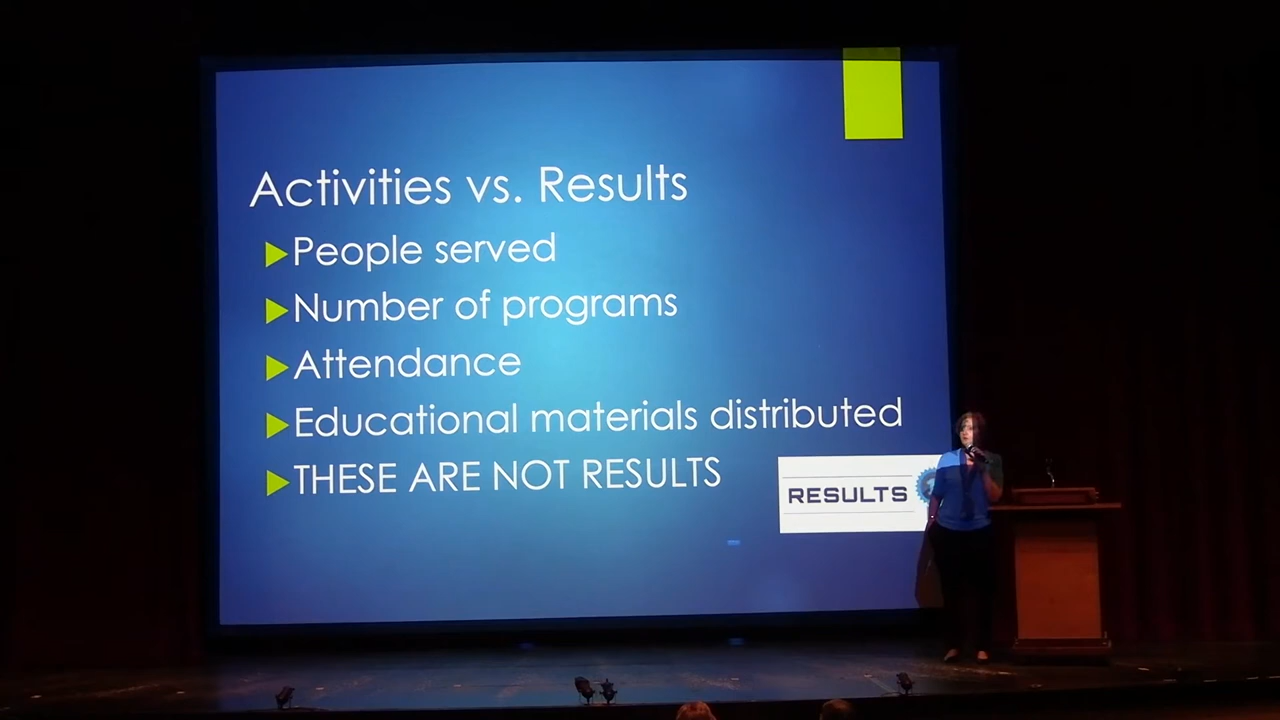 Activities vs. Results
People served
Number of programs
Attendance
Educational materials distributed
THESE ARE NOT RESULTS
RESULTS